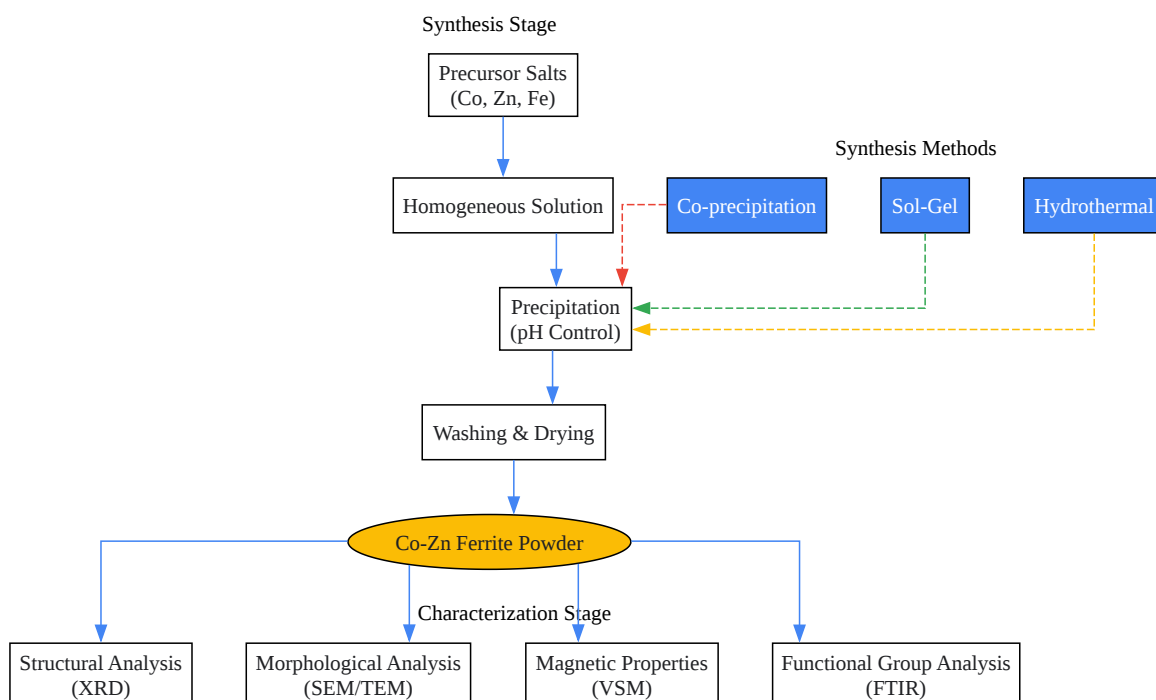 Synthesis Stage
Precursor Salts
(Co, Zn, Fe)
Synthesis Methods
Homogeneous Solution
Co-precipitation
Sol-Gel
Hydrothermal
Precipitation
(pH Control)
Washing & Drying
Co-Zn Ferrite Powder
Characterization Stage
Structural Analysis
(XRD)
Morphological Analysis
(SEM/TEM)
Magnetic Properties
(VSM)
Functional Group Analysis
(FTIR)